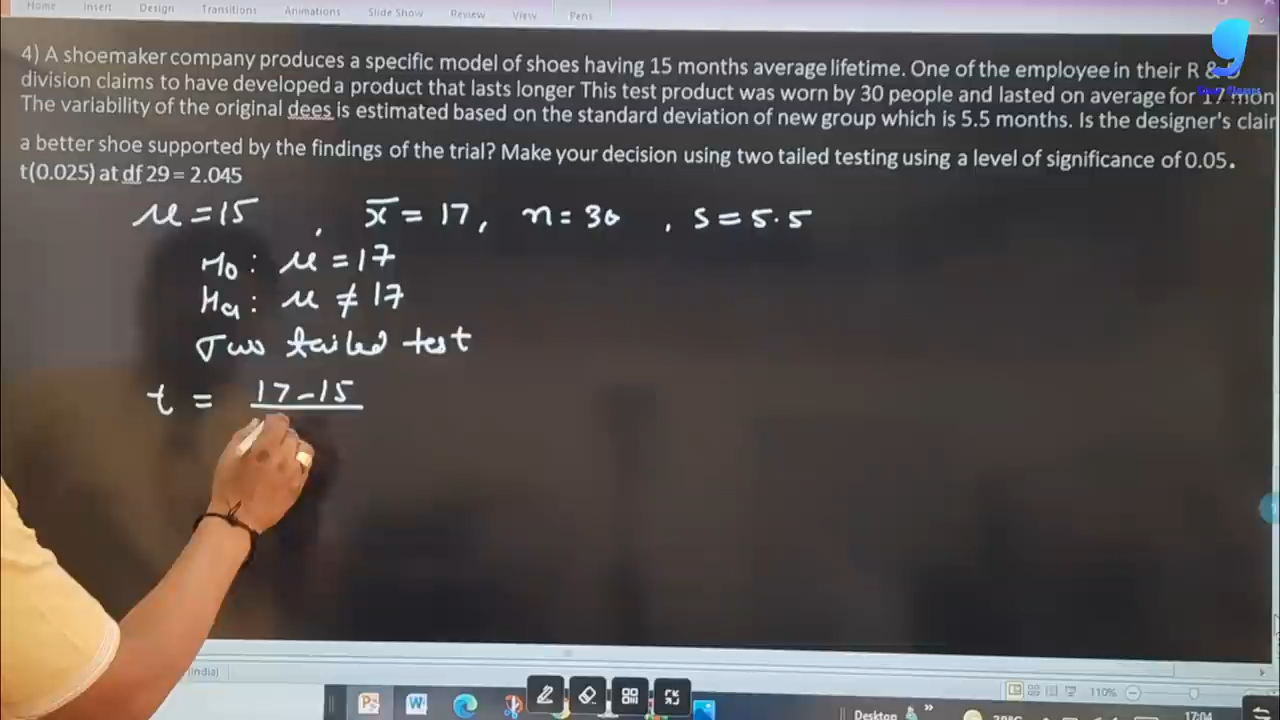 Home Insert Design Transitions Animations Slide Show Review View Pens
4) A shoemaker company produces a specific model of shoes having 15 months average lifetime. One of the employee in their R &
division claims to have developed a product that lasts longer This test product was worn by 30 people and lasted on average for 17 mon
The variability of the original dees is estimated based on the standard deviation of new group which is 5.5 months. Is the designer's clai
a better shoe supported by the findings of the trial? Make your decision using two tailed testing using a level of significance of 0.05.
t(0.025) at df 29 = 2.045
μ = 15 , x̄ = 17, n = 30 , s = 5.5
H0 : μ = 17
Ha : μ ≠ 17
Two tailed test
t = 17-15
India)
110%
Desktop
17:04